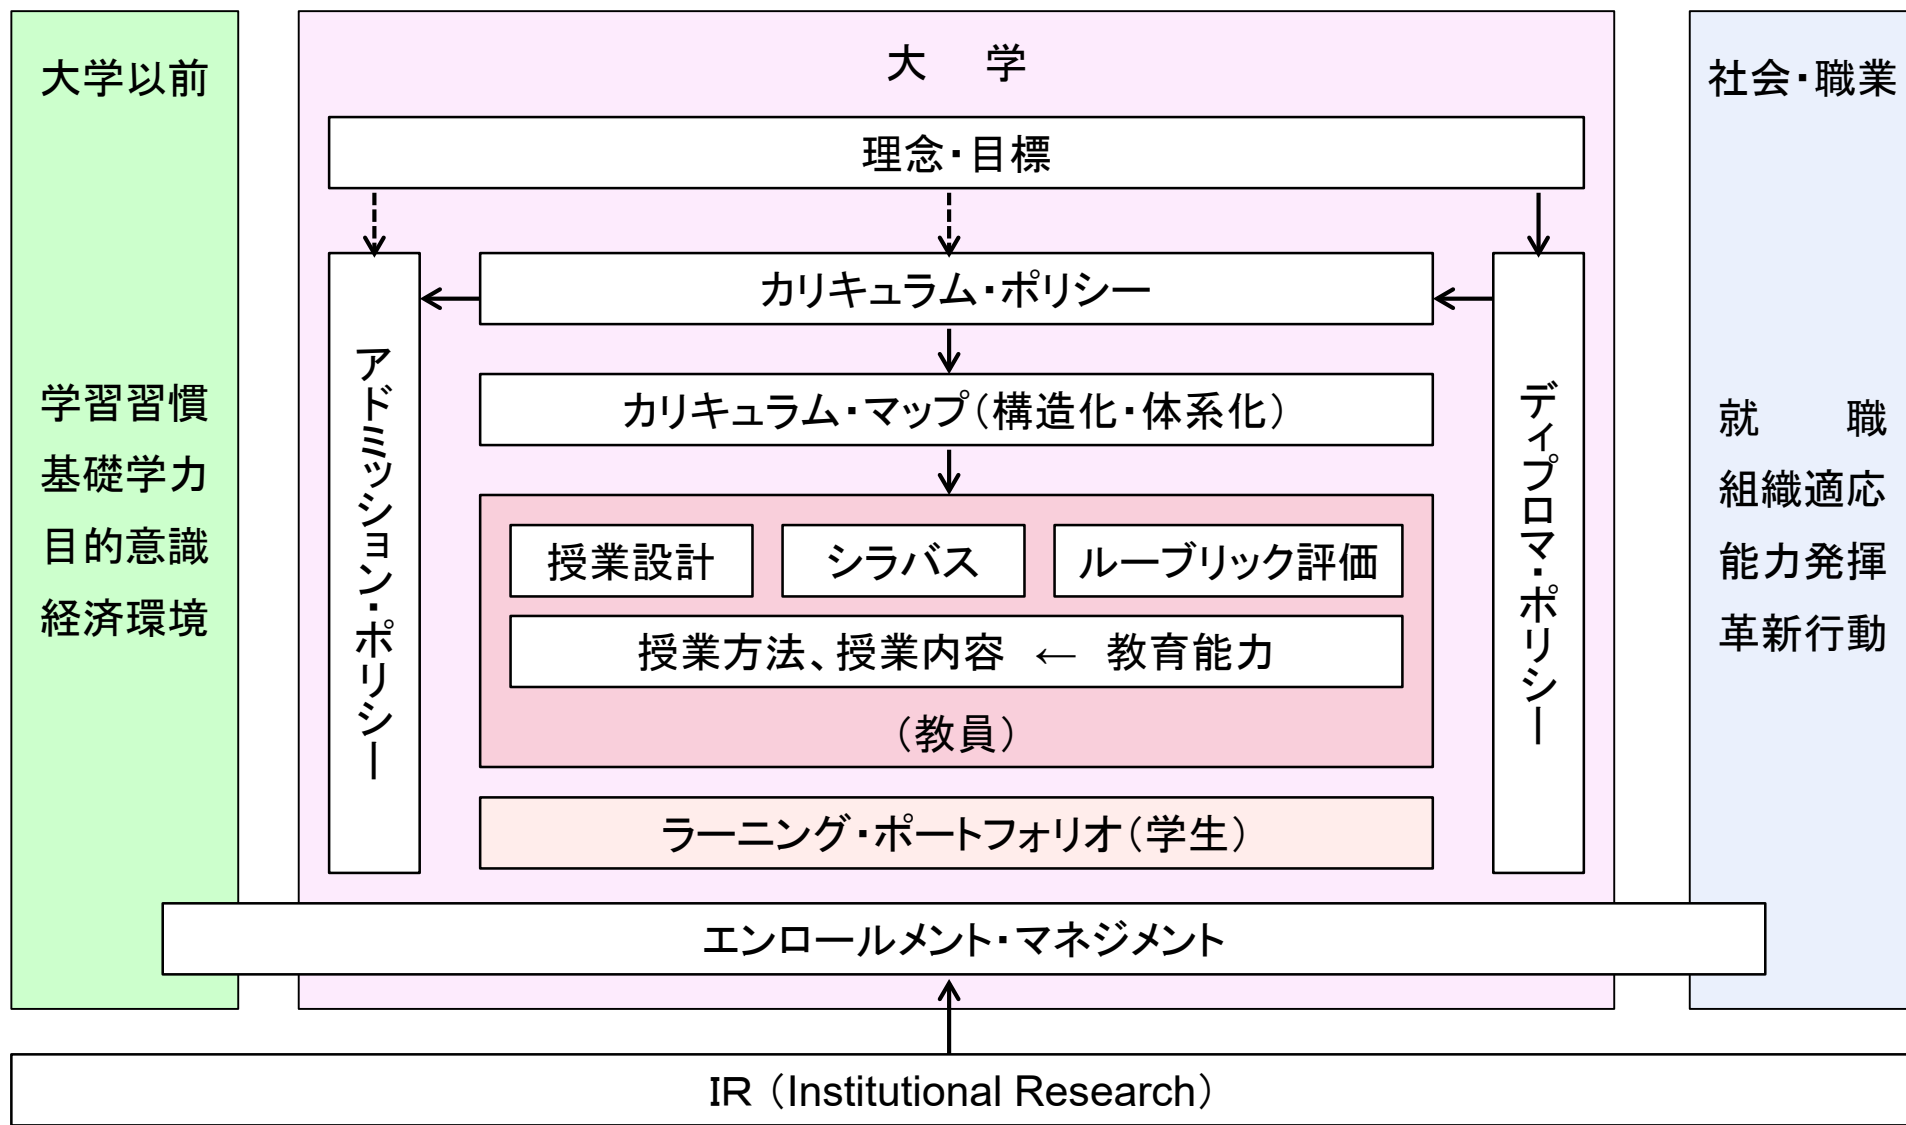 大学以前
学習習慣
基礎学力
目的意識
経済環境
大　学
理念・目標
カリキュラム・ポリシー
アドミッション・ポリシー
カリキュラム・マップ（構造化・体系化）
授業設計
シラバス
ルーブリック評価
授業方法、授業内容 ← 教育能力
（教員）
ラーニング・ポートフォリオ（学生）
ディプロマ・ポリシー
社会・職業
就　職
組織適応
能力発揮
革新行動
エンロールメント・マネジメント
IR（Institutional Research）